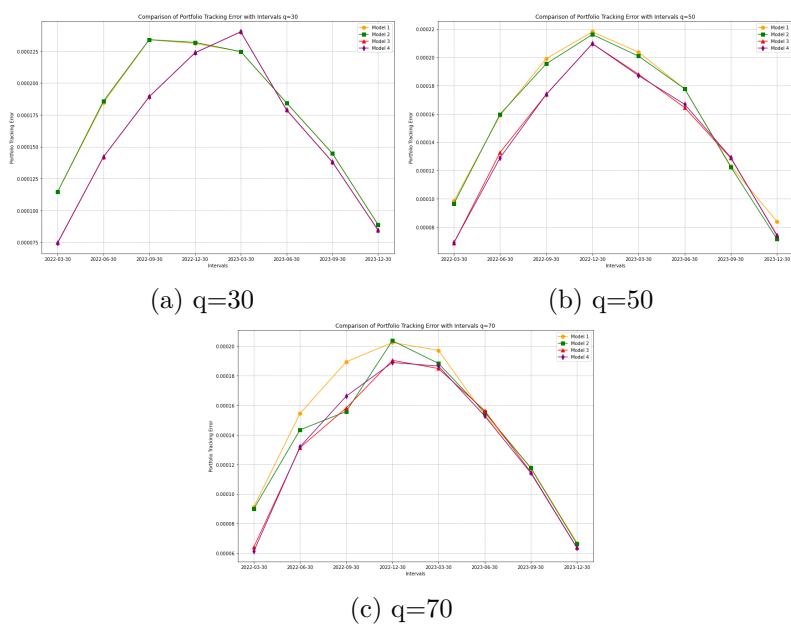 Comparison of Portfolio Tracking Error with Intervals q=30
Model 1
Model 2
Model 3
Model 4
Portfolio Tracking Error
0.000225
0.000200
0.000175
0.000150
0.000125
0.000100
0.000075
2022-03-30 2022-06-30 2022-09-30 2022-12-30 2023-03-30 2023-06-30 2023-09-30 2023-12-30
Intervals
(a) q=30
Comparison of Portfolio Tracking Error with Intervals q=50
Model 1
Model 2
Model 3
Model 4
Portfolio Tracking Error
0.00022
0.00020
0.00018
0.00016
0.00014
0.00012
0.00010
0.00008
2022-03-30 2022-06-30 2022-09-30 2022-12-30 2023-03-30 2023-06-30 2023-09-30 2023-12-30
Intervals
(b) q=50
Comparison of Portfolio Tracking Error with Intervals q=70
Model 1
Model 2
Model 3
Model 4
Portfolio Tracking Error
0.00020
0.00018
0.00016
0.00014
0.00012
0.00010
0.00008
0.00006
2022-03-30 2022-06-30 2022-09-30 2022-12-30 2023-03-30 2023-06-30 2023-09-30 2023-12-30
Intervals
(c) q=70